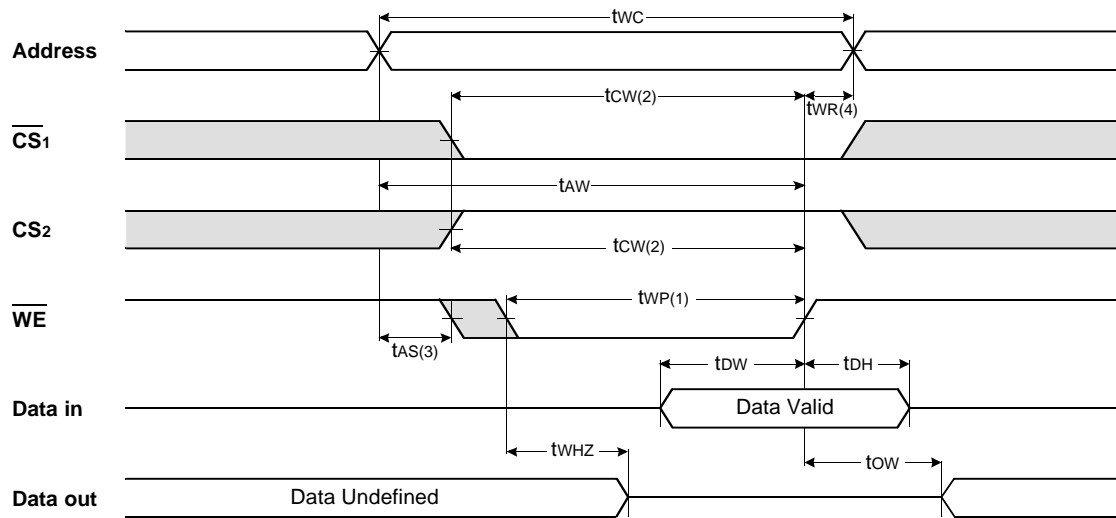 tWC
Address
tCW(2)
tWR(4)
CS1
tAW
CS2
tCW(2)
tWP(1)
WE
tAS(3)
tDW
tDH
Data in
Data Valid
tWHZ
tOW
Data out
Data Undefined